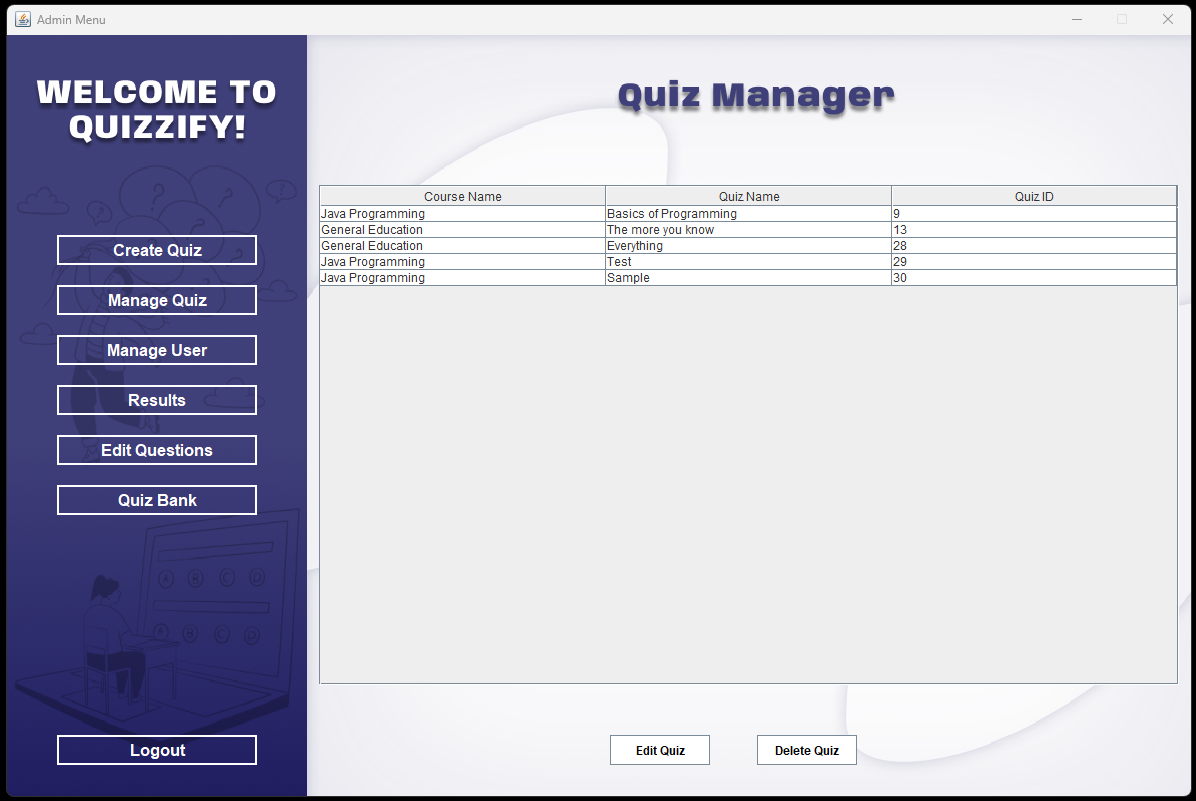 Admin Menu
WELCOME TO
QUIZZIFY!
Create Quiz
Manage Quiz
Manage User
Results
Edit Questions
Quiz Bank
A B C D
A B C D
Logout
Quiz Manager
Course Name Quiz Name Quiz ID
Java Programming Basics of Programming 9
General Education The more you know 13
General Education Everything 28
Java Programming Test 29
Java Programming Sample 30
Edit Quiz Delete Quiz